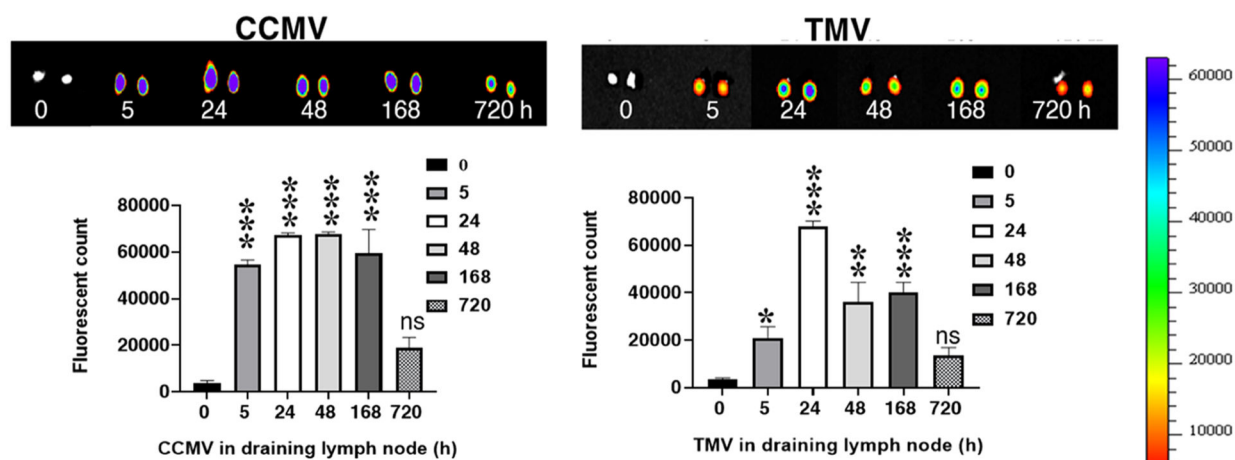 CCMV
0 5 24 48 168 720 h
TMV
0 5 24 48 168 720 h
60000
50000
40000
30000
20000
10000
Fluorescent count
80000
60000
40000
20000
0
*** *** *** *** ns
0 5 24 48 168 720
CCMV in draining lymph node (h)
0
5
24
48
168
720
Fluorescent count
80000
60000
40000
20000
0
* *** ** *** ns
0 5 24 48 168 720
TMV in draining lymph node (h)
0
5
24
48
168
720